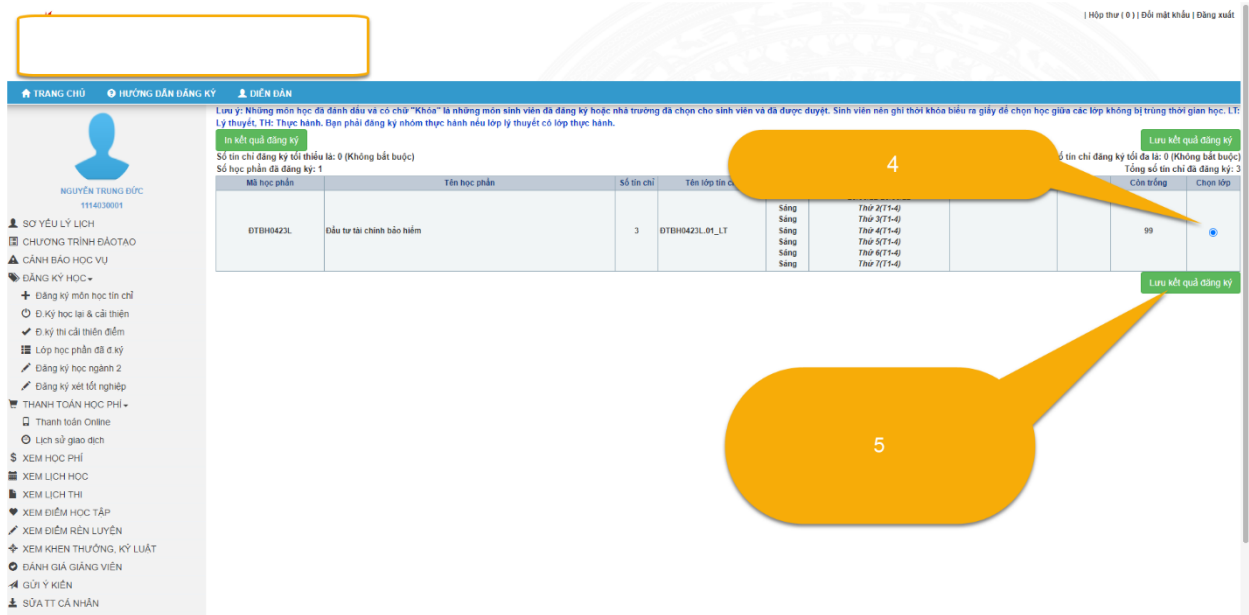 | Hộp thư ( 0 ) | Đổi mật khẩu | Đăng xuất
TRANG CHỦ HƯỚNG DẪN ĐĂNG KÝ DIỄN ĐÀN
Lưu ý: Những môn học đã đánh dấu và có chữ "Khóa" là những môn sinh viên đã đăng ký hoặc nhà trường đã chọn cho sinh viên và đã được duyệt. Sinh viên nên ghi thời khóa biểu ra giấy để chọn học giữa các lớp không bị trùng thời gian học. LT:
Lý thuyết, TH: Thực hành. Bạn phải đăng ký nhóm thực hành nếu lớp lý thuyết có lớp thực hành.
In kết quả đăng ký
Lưu kết quả đăng ký
Số tín chỉ đăng ký tối thiểu là: 0 (Không bắt buộc)
tín chỉ đăng ký tối đa là: 0 (Không bắt buộc)
Số học phần đã đăng ký: 1
Tổng số tín chỉ đã đăng ký: 3
Mã học phần Tên học phần Số tín chỉ Tên lớp tín Còn trống Chọn lớp
Sáng Thứ 2(T1-4)
Sáng Thứ 3(T1-4)
ĐTBH0423L Đầu tư tài chính bảo hiểm 3 ĐTBH0423L.01_LT Sáng Thứ 4(T1-4) 99
Sáng Thứ 5(T1-4)
Sáng Thứ 6(T1-4)
Sáng Thứ 7(T1-4)
Lưu kết quả đăng ký
4
5
NGUYỄN TRUNG ĐỨC
1114030001
SƠ YẾU LÝ LỊCH
CHƯƠNG TRÌNH ĐÀOTẠO
CẢNH BÁO HỌC VỤ
ĐĂNG KÝ HỌC
Đăng ký môn học tín chỉ
Đ.Ký học lại & cải thiện
Đ.ký thi cải thiện điểm
Lớp học phần đã đ.ký
Đăng ký học ngành 2
Đăng ký xét tốt nghiệp
THANH TOÁN HỌC PHÍ
Thanh toán Online
Lịch sử giao dịch
XEM HỌC PHÍ
XEM LỊCH HỌC
XEM LỊCH THI
XEM ĐIỂM HỌC TẬP
XEM ĐIỂM RÈN LUYỆN
XEM KHEN THƯỞNG, KỶ LUẬT
ĐÁNH GIÁ GIẢNG VIÊN
GỬI Ý KIẾN
SỬA TT CÁ NHÂN